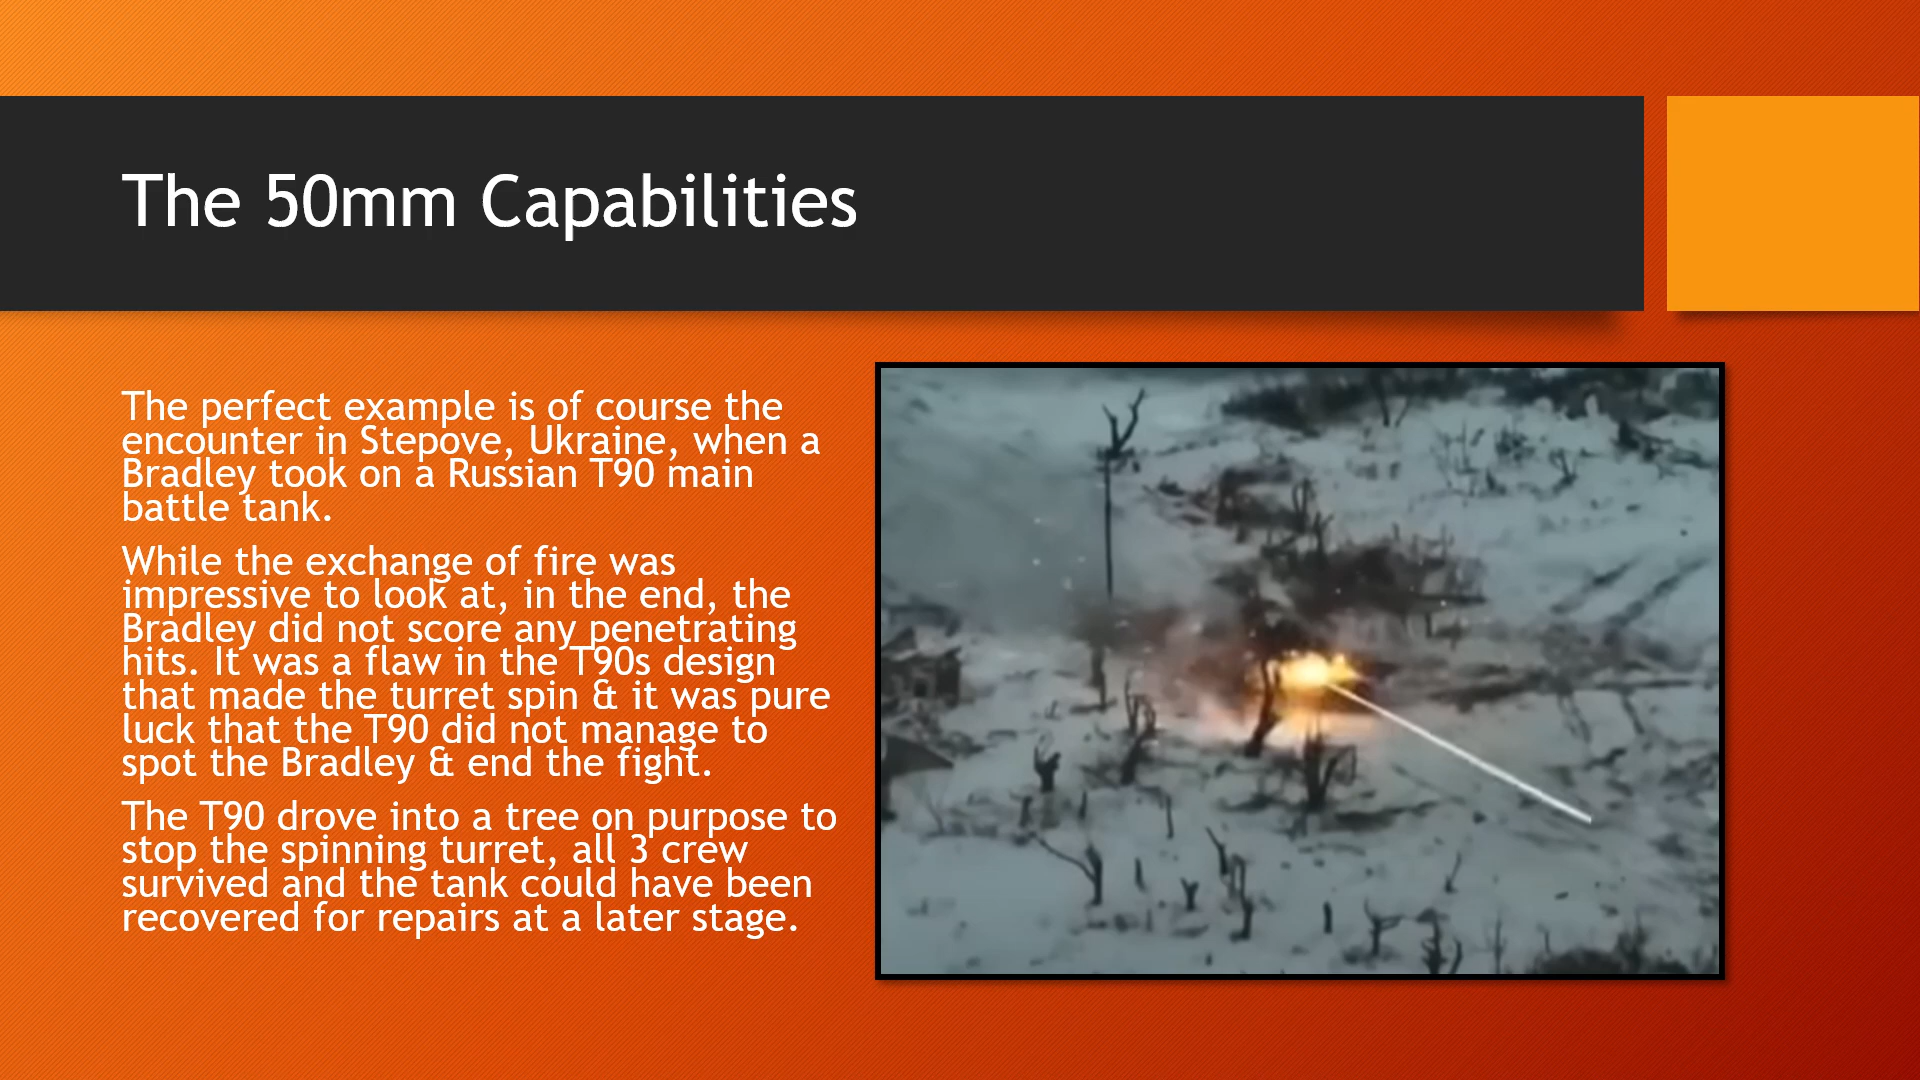 The 50mm Capabilities
The perfect example is of course the
encounter in Stepove, Ukraine, when a
Bradley took on a Russian T90 main
battle tank.
While the exchange of fire was
impressive to look at, in the end, the
Bradley did not score any penetrating
hits. It was a flaw in the T90s design
that made the turret spin & it was pure
luck that the T90 did not manage to
spot the Bradley & end the fight.
The T90 drove into a tree on purpose to
stop the spinning turret, all 3 crew
survived and the tank could have been
recovered for repairs at a later stage.